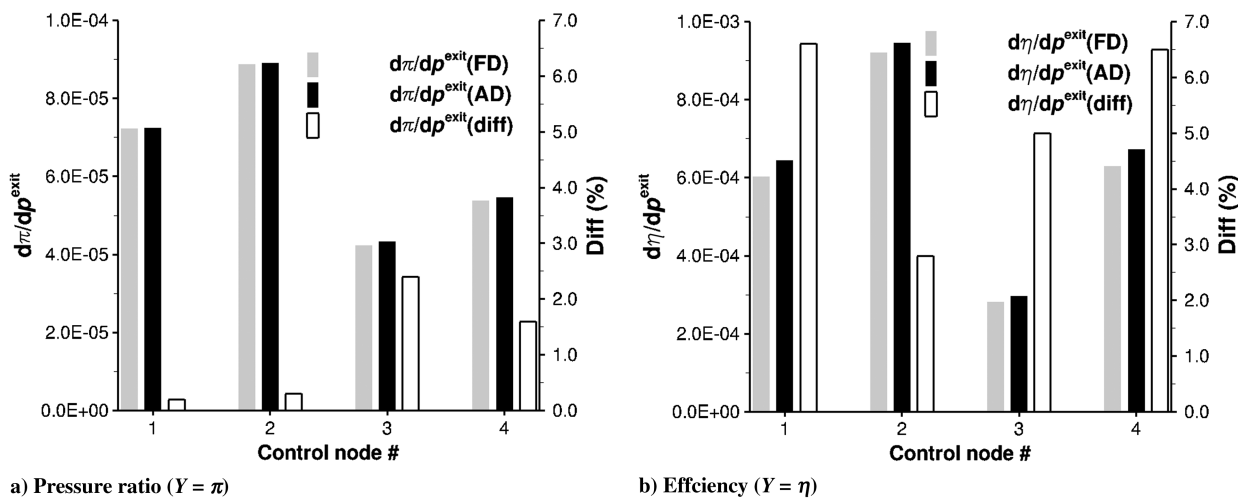 1.0E-04
8.0E-05
6.0E-05
4.0E-05
2.0E-05
0.0E+00
dπ/dp^exit
dπ/dp^exit(FD)
dπ/dp^exit(AD)
dπ/dp^exit(diff)
7.0
6.0
5.0
4.0
3.0
2.0
1.0
0.0
Diff (%)
1 2 3 4
Control node #
a) Pressure ratio (Y = π)
1.0E-03
8.0E-04
6.0E-04
4.0E-04
2.0E-04
0.0E+00
dη/dp^exit
dη/dp^exit(FD)
dη/dp^exit(AD)
dη/dp^exit(diff)
7.0
6.0
5.0
4.0
3.0
2.0
1.0
0.0
Diff (%)
1 2 3 4
Control node #
b) Effciency (Y = η)